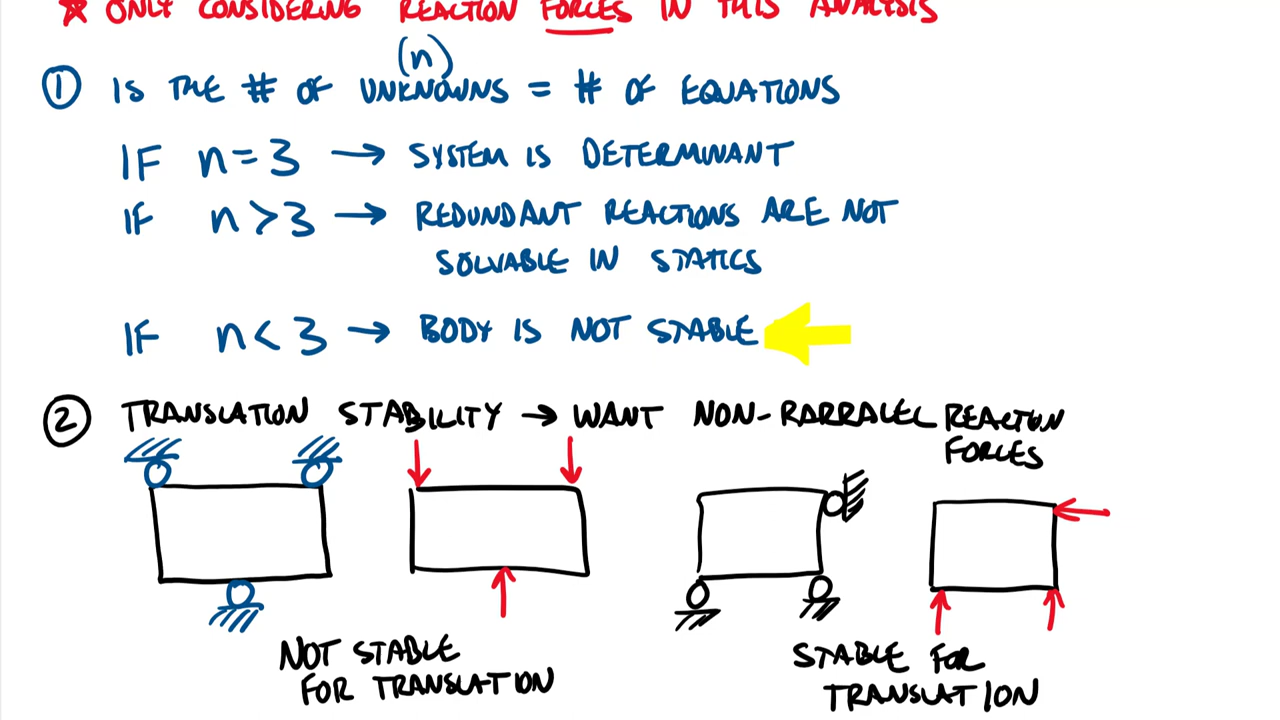 ☆ ONLY CONSIDERING REACTION FORCES IN THIS ANALYSIS
(n)
① IS THE # OF UNKNOWNS = # OF EQUATIONS
IF n=3 → SYSTEM IS DETERMINANT
IF n>3 → REDUNDANT REACTIONS ARE NOT
SOLVABLE IN STATICS
IF n<3 → BODY IS NOT STABLE
② TRANSLATION STABILITY → WANT NON-PARRALEL REACTION
FORCES
NOT STABLE
FOR TRANSLATION
STABLE FOR
TRANSLATION